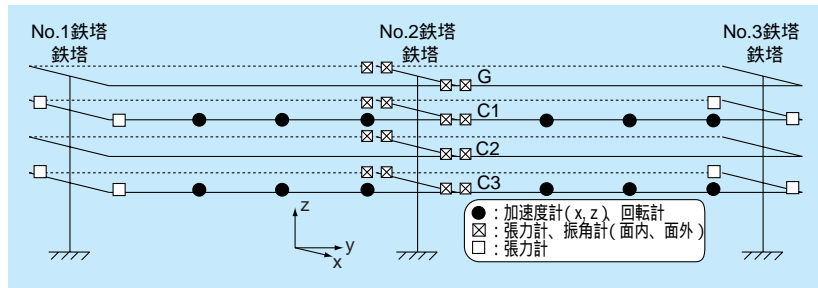 No.1鉄塔
鉄塔
No.2鉄塔
鉄塔
No.3鉄塔
鉄塔
G
C1
C2
C3
z
y
x
●：加速度計(x, z)、回転計
⊠：張力計、振角計(面内、面外)
□：張力計